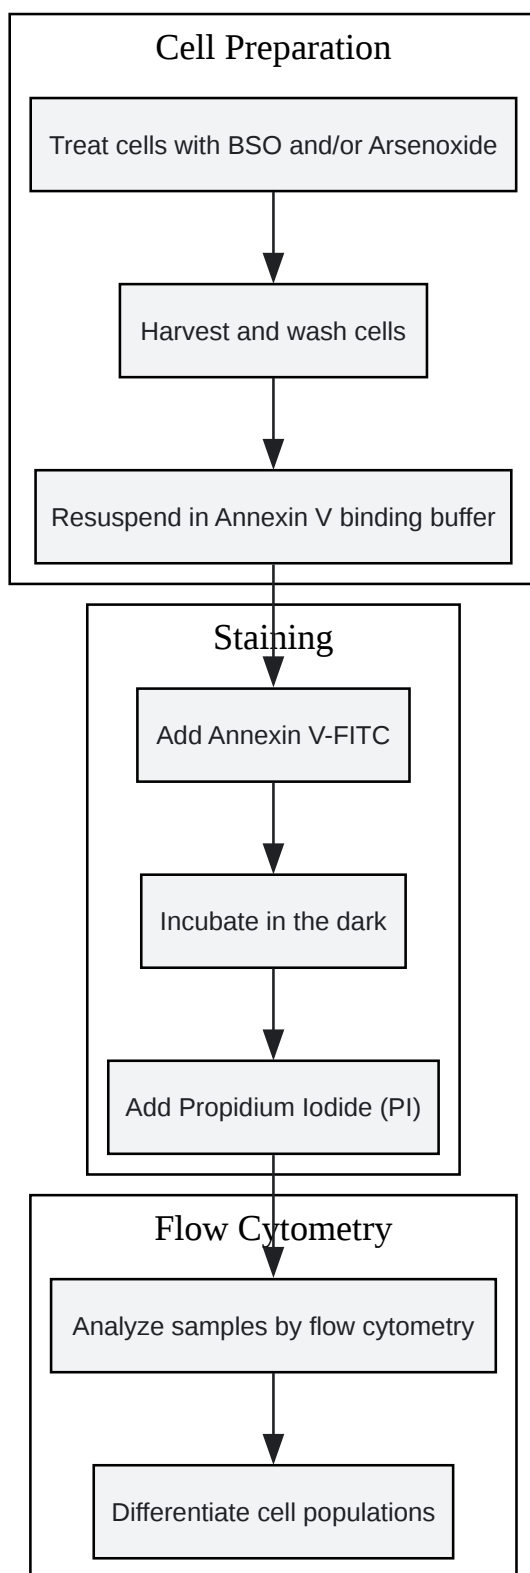 Cell Preparation
Treat cells with BSO and/or Arsenoxide
Harvest and wash cells
Resuspend in Annexin V binding buffer
Staining
Add Annexin V-FITC
Incubate in the dark
Add Propidium Iodide (PI)
Flow Cytometry
Analyze samples by flow cytometry
Differentiate cell populations